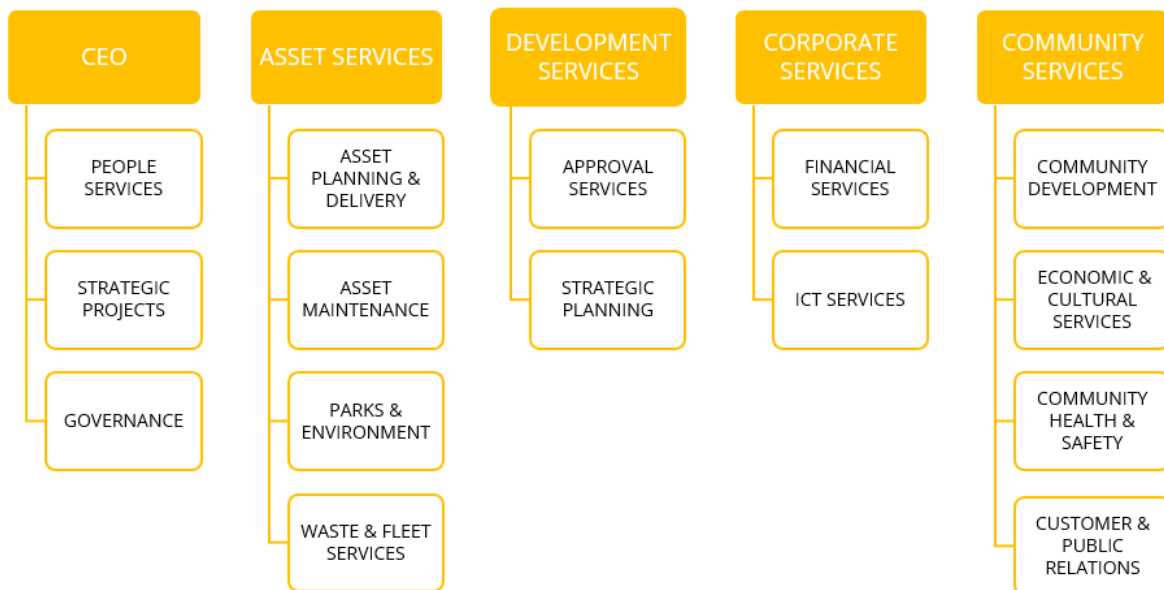 CEO
PEOPLE
SERVICES
STRATEGIC
PROJECTS
GOVERNANCE
ASSET SERVICES
ASSET
PLANNING &
DELIVERY
ASSET
MAINTENANCE
PARKS &
ENVIRONMENT
WASTE & FLEET
SERVICES
DEVELOPMENT
SERVICES
APPROVAL
SERVICES
STRATEGIC
PLANNING
CORPORATE
SERVICES
FINANCIAL
SERVICES
ICT SERVICES
COMMUNITY
SERVICES
COMMUNITY
DEVELOPMENT
ECONOMIC &
CULTURAL
SERVICES
COMMUNITY
HEALTH &
SAFETY
CUSTOMER &
PUBLIC
RELATIONS